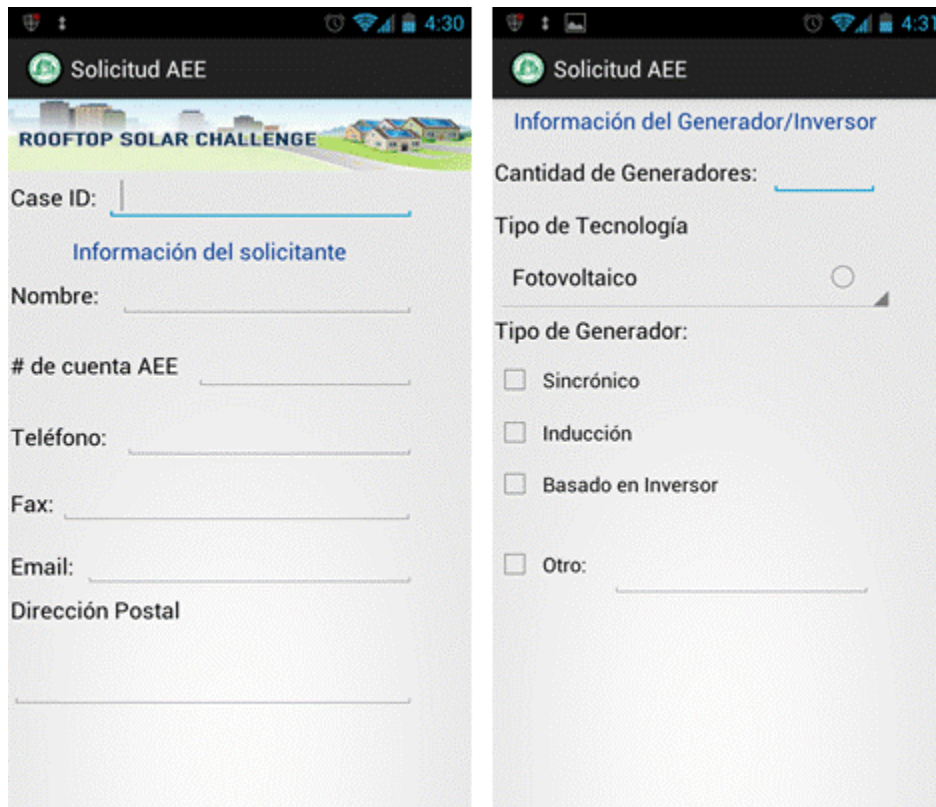 4:30
Solicitud AEE
ROOFTOP SOLAR CHALLENGE
Case ID:
Información del solicitante
Nombre:
# de cuenta AEE
Teléfono:
Fax:
Email:
Dirección Postal
4:31
Solicitud AEE
Información del Generador/Inversor
Cantidad de Generadores:
Tipo de Tecnología
Fotovoltaico
Tipo de Generador:
Sincrónico
Inducción
Basado en Inversor
Otro: